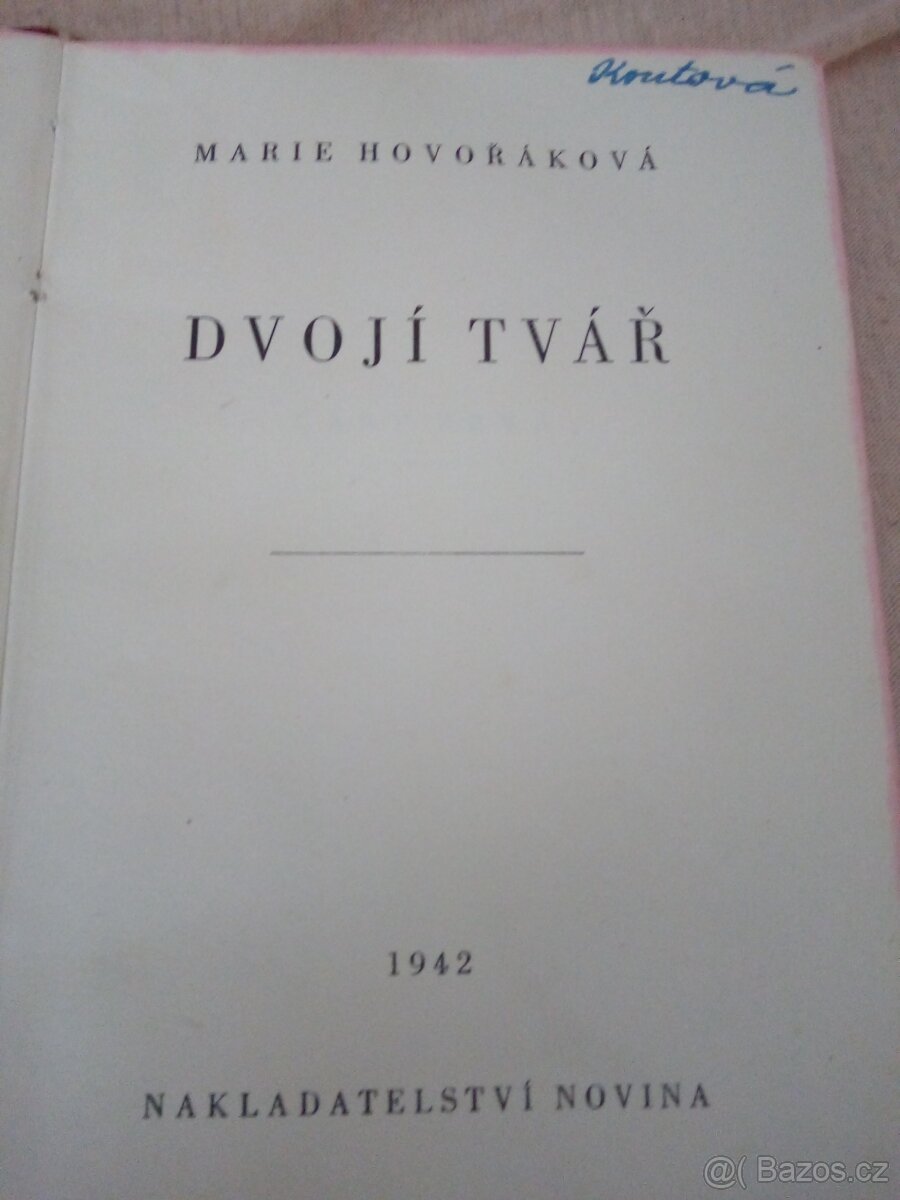 Koutová
MARIE HOVOŘÁKOVÁ
DVOJÍ TVÁŘ
1942
NAKLADATELSTVÍ NOVINA
@( Bazos.cz